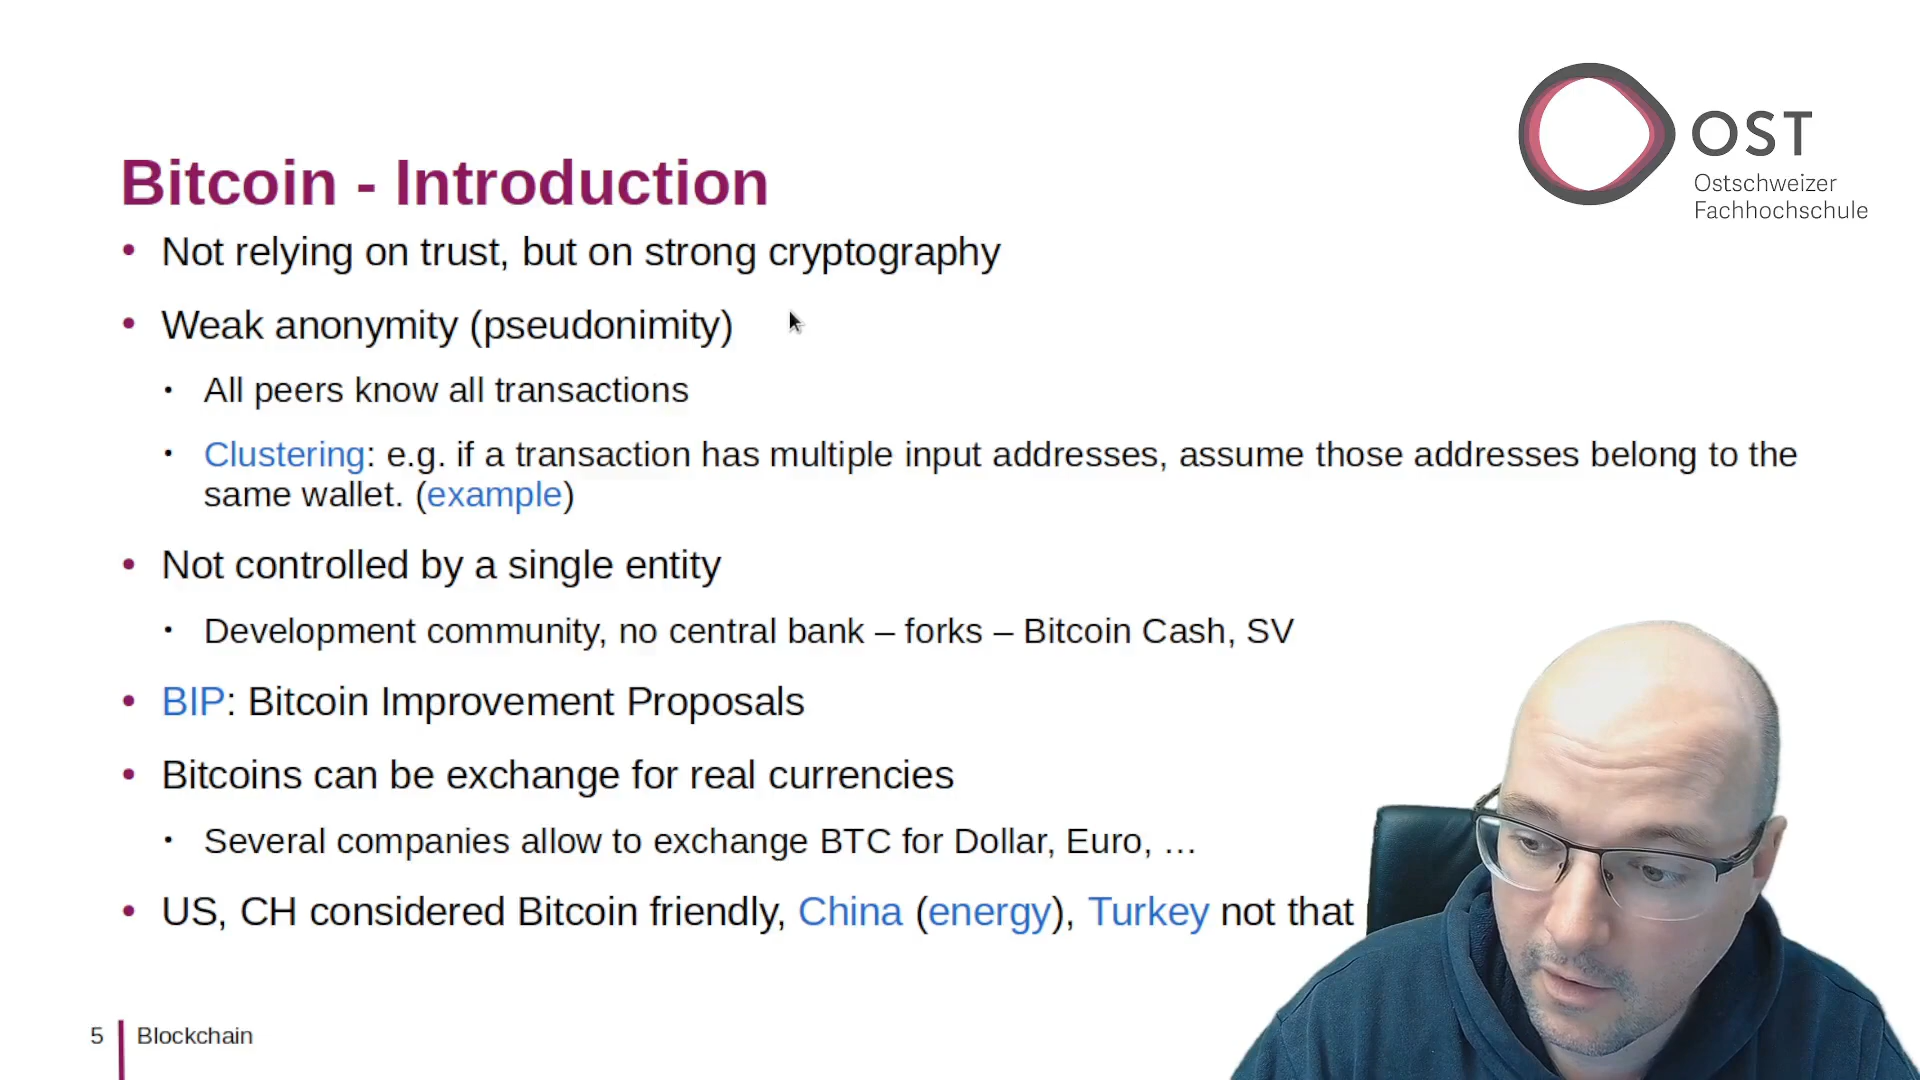 OST
Ostschweizer
Fachhochschule
Bitcoin - Introduction
• Not relying on trust, but on strong cryptography
• Weak anonymity (pseudonimity)
• All peers know all transactions
• Clustering: e.g. if a transaction has multiple input addresses, assume those addresses belong to the
same wallet. (example)
• Not controlled by a single entity
• Development community, no central bank – forks – Bitcoin Cash, SV
• BIP: Bitcoin Improvement Proposals
• Bitcoins can be exchange for real currencies
• Several companies allow to exchange BTC for Dollar, Euro, …
• US, CH considered Bitcoin friendly, China (energy), Turkey not that
5 Blockchain